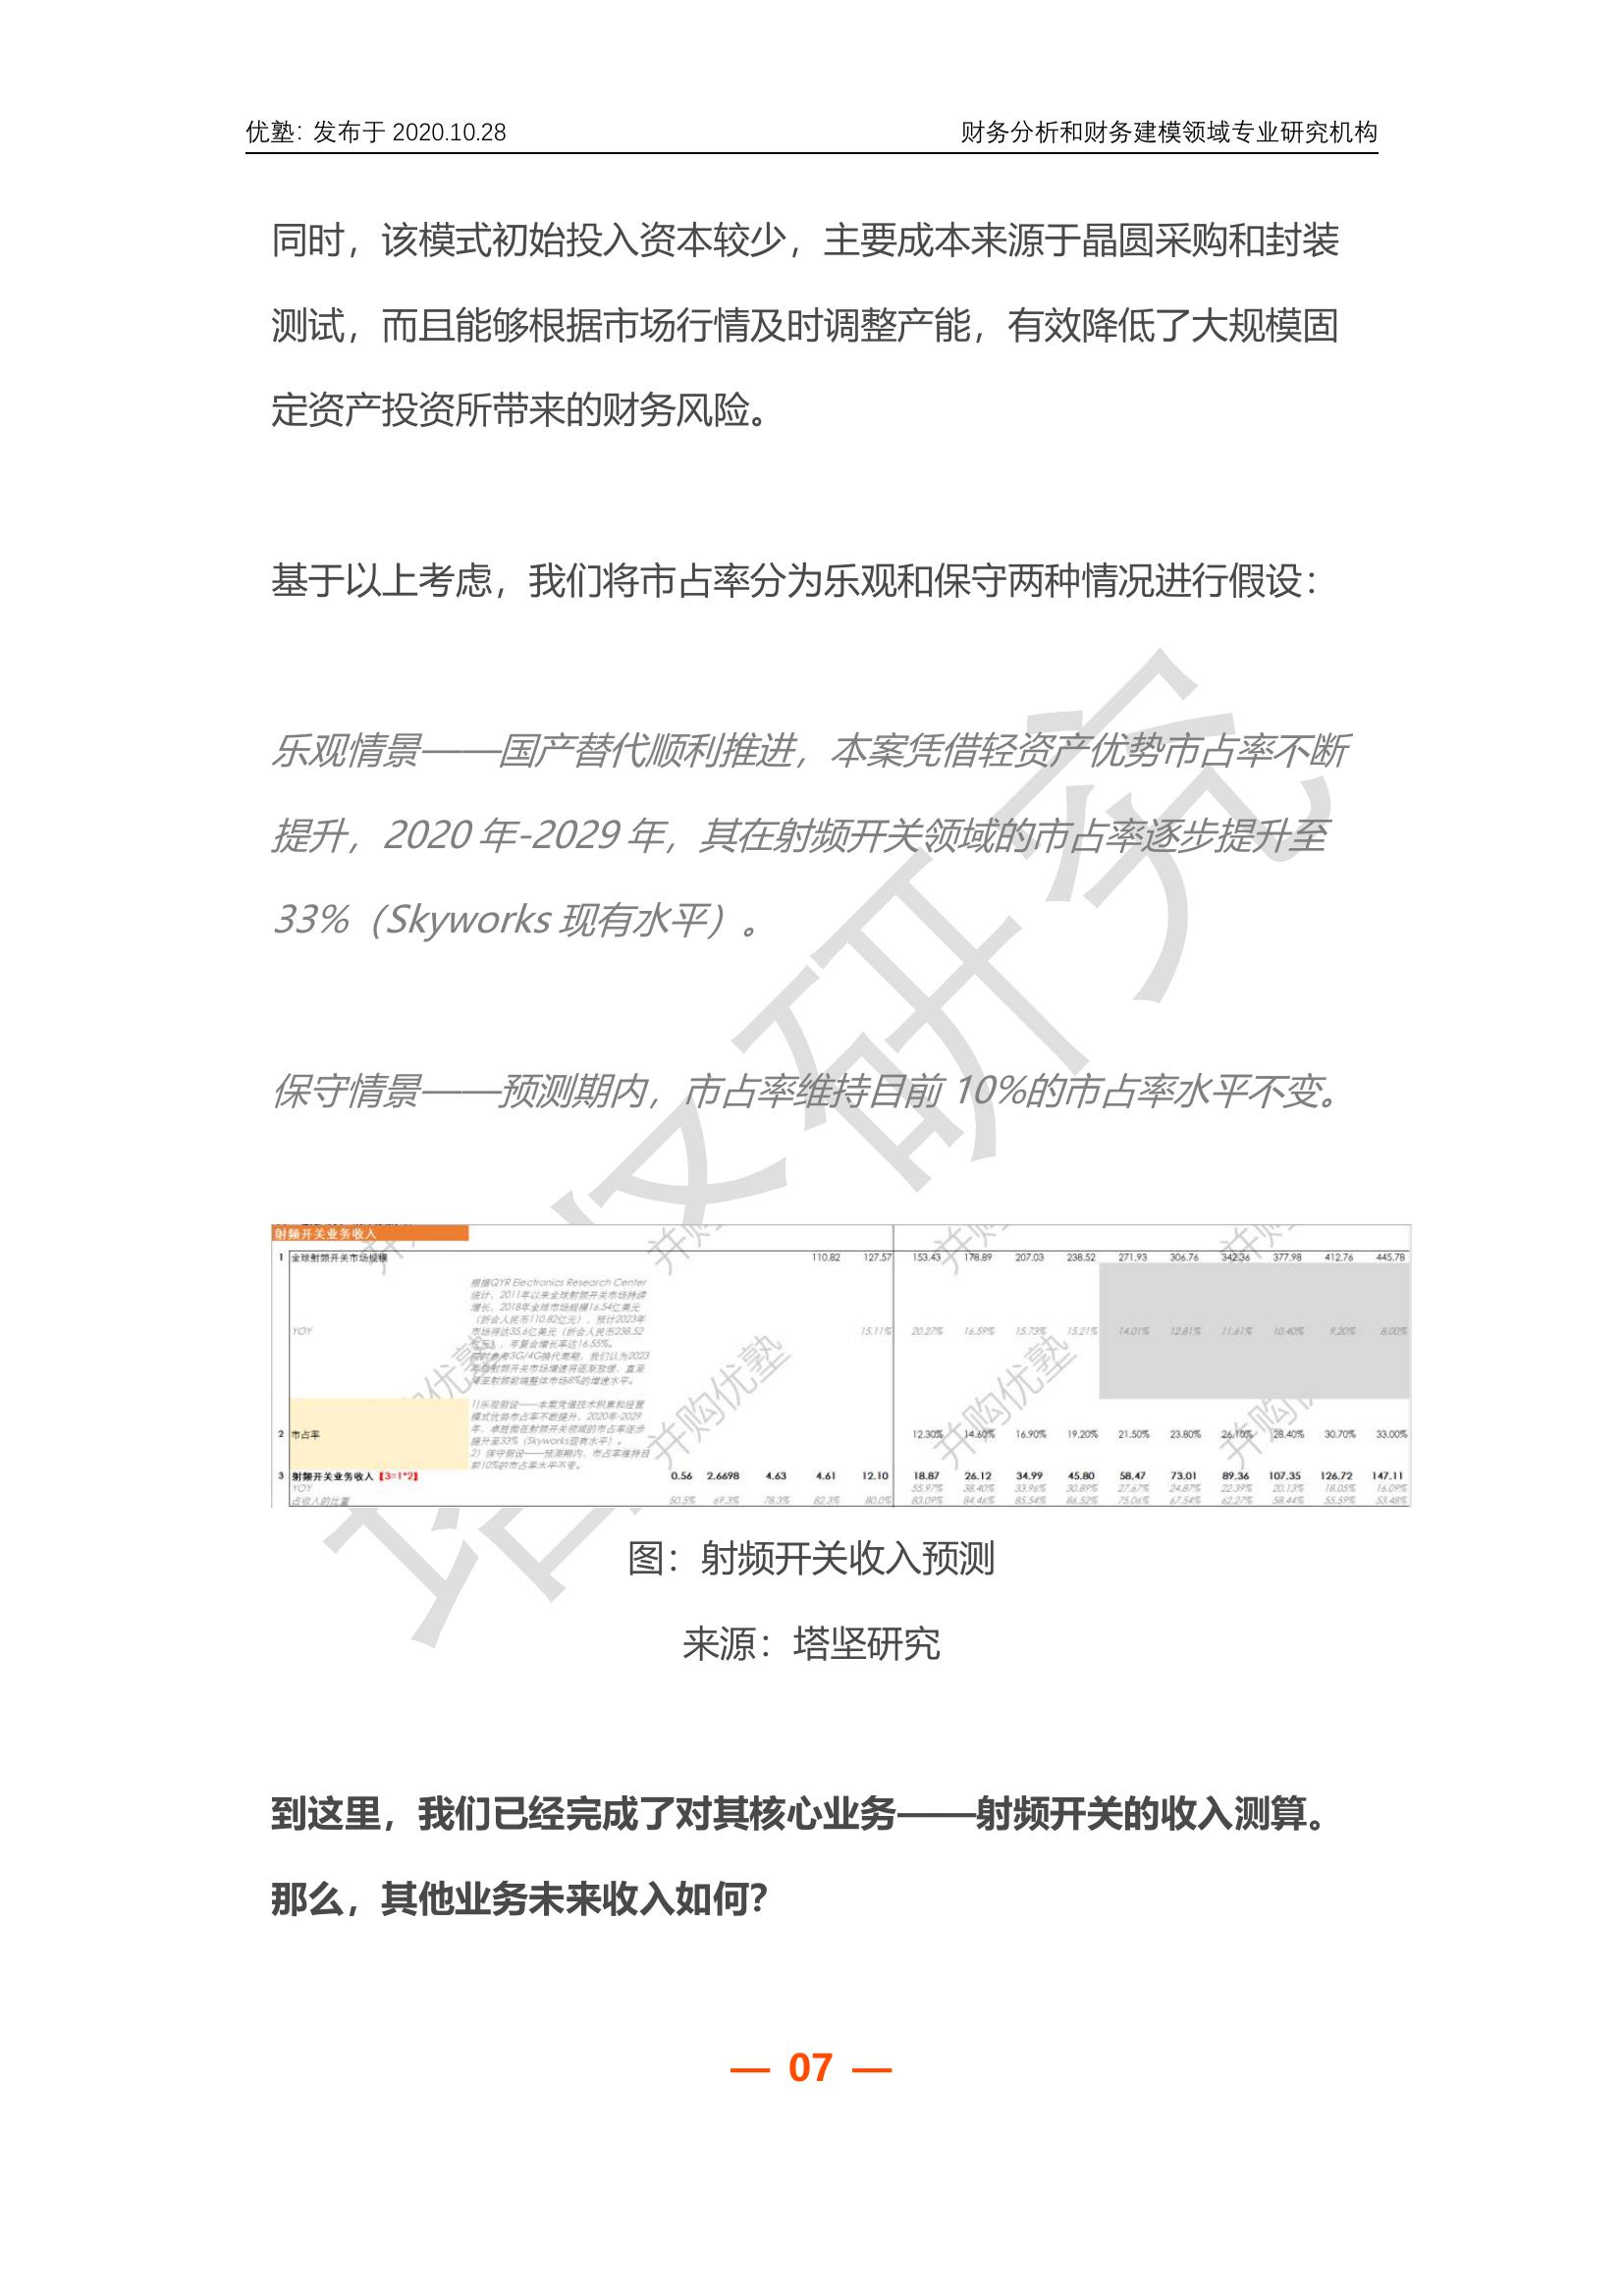 优塾：发布于 2020.10.28
财务分析和财务建模领域专业研究机构
同时，该模式初始投入资本较少，主要成本来源于晶圆采购和封装
测试，而且能够根据市场行情及时调整产能，有效降低了大规模固
定资产投资所带来的财务风险。
基于以上考虑，我们将市占率分为乐观和保守两种情况进行假设：
乐观情景——国产替代顺利推进，本案凭借轻资产优势市占率不断
提升，2020 年-2029 年，其在射频开关领域的市占率逐步提升至
33%（Skyworks 现有水平）。
保守情景——预测期内，市占率维持目前 10%的市占率水平不变。
射频开关业务收入
1 全球射频开关市场规模 110.82 127.57 153.43 178.89 207.03 238.52 271.93 306.76 342.36 377.98 412.76 445.78
根据QYR Electronics Research Center
统计，2011年以来全球射频开关市场持续
增长，2018年全球市场规模16.54亿美元
（折合人民币110.82亿元），预计2023年
市场将达35.6亿美元（折合人民币238.52
亿元），年复合增长率达16.55%。
同时参考3G/4G换代周期，我们认为2023
年后射频开关市场增速将逐渐放缓，直至
降至射频前端整体市场8%的增速水平。
YOY 15.11% 20.27% 16.59% 15.73% 15.21% 14.01% 12.81% 11.61% 10.40% 9.20% 8.00%
1)乐观假设——本案凭借技术积累和经营
模式优势市占率不断提升，2020年-2029
年，卓胜微在射频开关领域的市占率逐步
提升至33%（Skyworks现有水平）。
2）保守假设——预测期内，市占率维持目
前10%的市占率水平不变。
2 市占率 12.30% 14.60% 16.90% 19.20% 21.50% 23.80% 26.10% 28.40% 30.70% 33.00%
3 射频开关业务收入【3=1*2】 0.56 2.6698 4.63 4.61 12.10 18.87 26.12 34.99 45.80 58.47 73.01 89.36 107.35 126.72 147.11
YOY 55.97% 38.40% 33.96% 30.89% 27.67% 24.87% 22.39% 20.13% 18.05% 16.09%
占收入的比重 50.5% 69.3% 78.3% 82.3% 80.0% 83.09% 84.46% 85.54% 86.52% 75.06% 67.54% 62.27% 58.44% 55.59% 53.48%
并购优塾
并购优塾
并购优塾
塔坚研究
图：射频开关收入预测
来源：塔坚研究
到这里，我们已经完成了对其核心业务——射频开关的收入测算。
那么，其他业务未来收入如何？
— 07 —